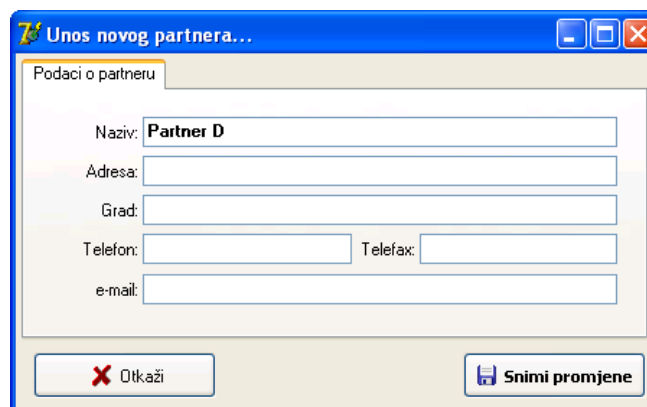 Unos novog partnera...
Podaci o partneru
Naziv: Partner D
Adresa:
Grad:
Telefon: Telefax:
e-mail:
Otkaži Snimi promjene